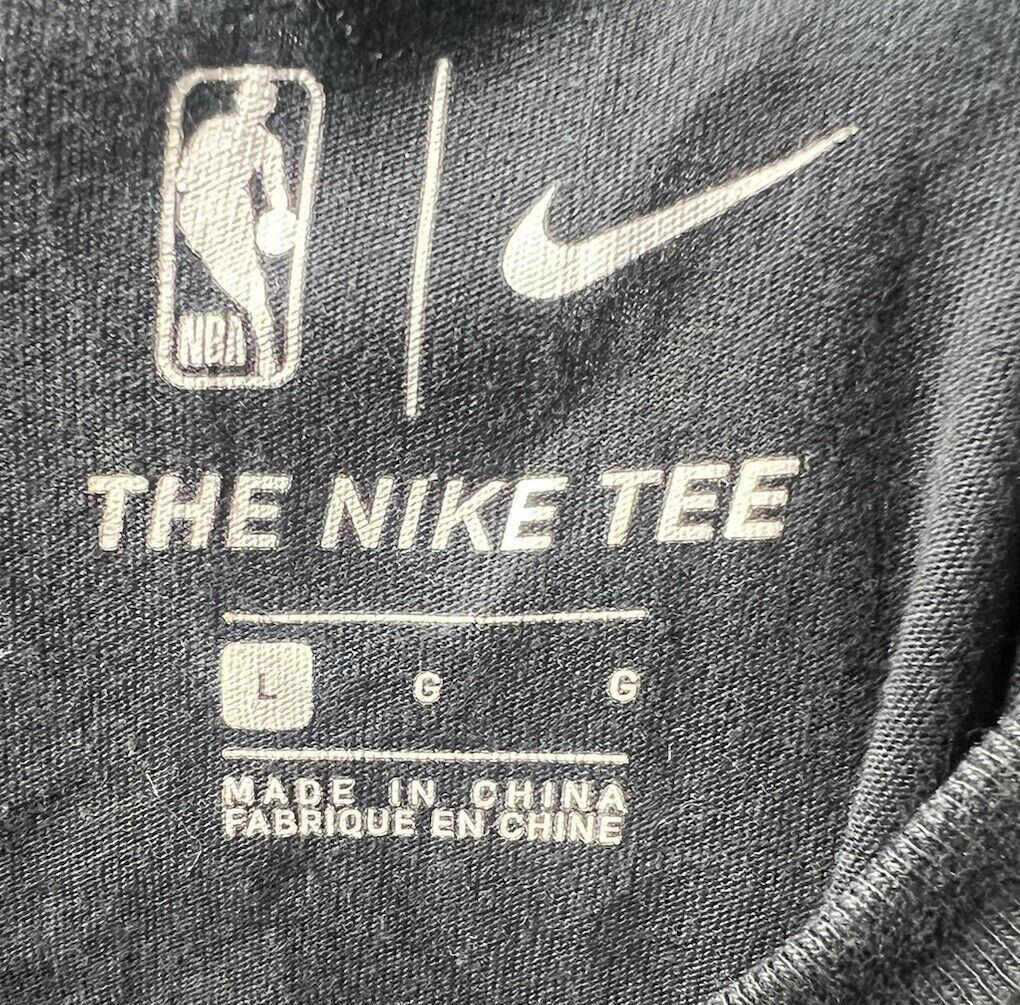 NBA
THE NIKE TEE
L G G
MADE IN CHINA
FABRIQUE EN CHINE